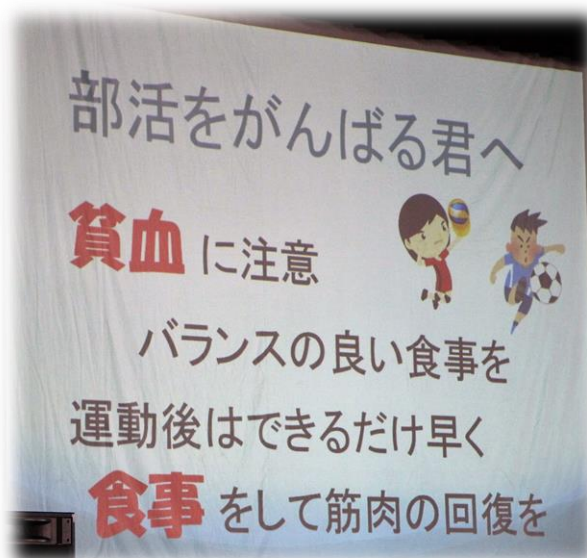 部活をがんばる君へ
貧血に注意
バランスの良い食事を
運動後はできるだけ早く
食事をして筋肉の回復を